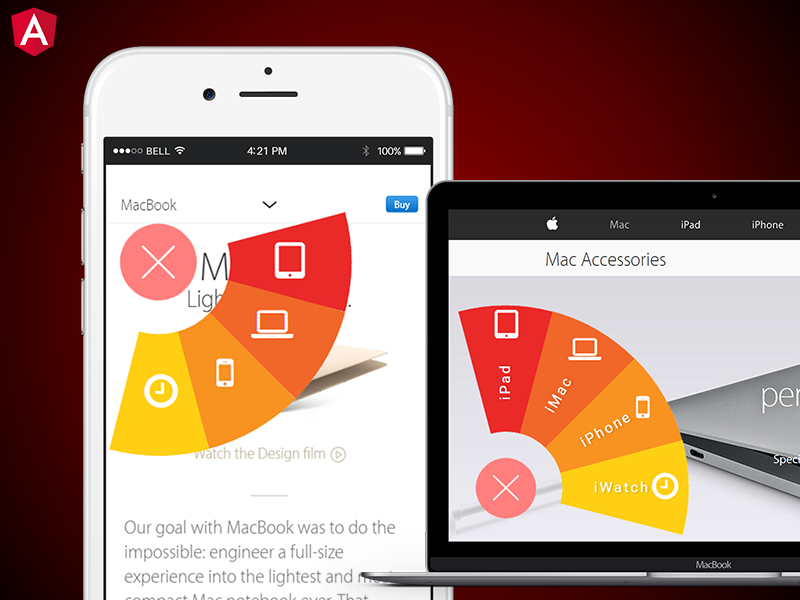 A
BELL
4:21 PM
100%
MacBook
Buy
M
Watch the Design film
Our goal with MacBook was to do the
impossible: engineer a full-size
experience into the lightest and
compact Mac notebook ever. That
Mac
iPad
iPhone
Mac Accessories
iPad
iMac
iPhone
iWatch
per
Speci
MacBook